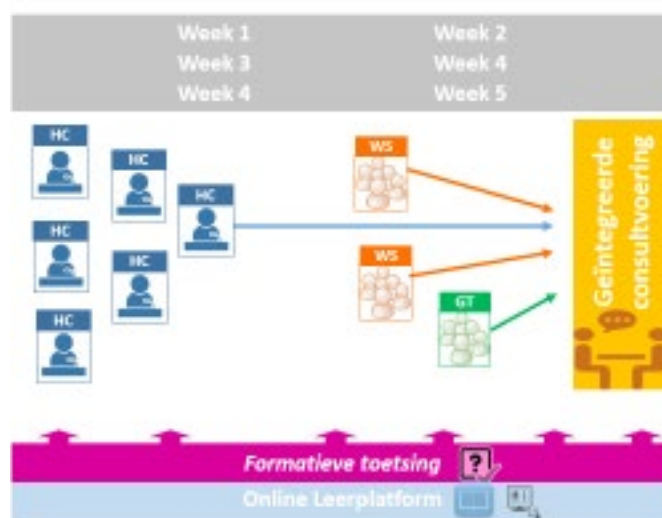 Week 1
Week 2
Week 3
Week 4
Week 4
Week 5
HC
HC
HC
HC
HC
HC
WS
WS
GT
Geïntegreerde
consultvoering
Formatieve toetsing
?
Online Leerplatform